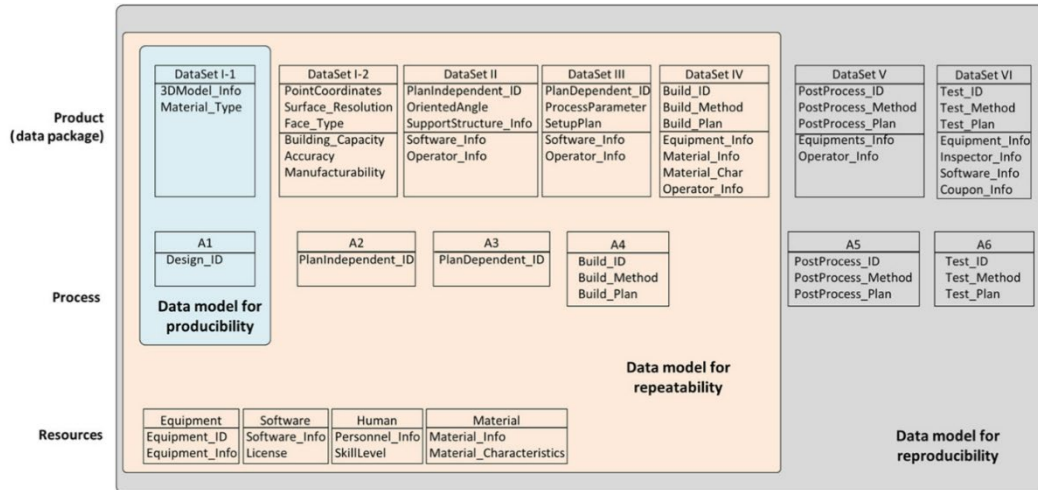 Product
(data package)
DataSet I-1
3DModel_Info
Material_Type
DataSet I-2
PointCoordinates
Surface_Resolution
Face_Type
Building_Capacity
Accuracy
Manufacturability
DataSet II
PlanIndependent_ID
OrientedAngle
SupportStructure_Info
Software_Info
Operator_Info
DataSet III
PlanDependent_ID
ProcessParameter
SetupPlan
Software_Info
Operator_Info
DataSet IV
Build_ID
Build_Method
Build_Plan
Equipment_Info
Material_Info
Material_Char
Operator_Info
DataSet V
PostProcess_ID
PostProcess_Method
PostProcess_Plan
Equipments_Info
Operator_Info
DataSet VI
Test_ID
Test_Method
Test_Plan
Equipment_Info
Inspector_Info
Software_Info
Coupon_Info
Process
A1
Design_ID
A2
PlanIndependent_ID
A3
PlanDependent_ID
A4
Build_ID
Build_Method
Build_Plan
A5
PostProcess_ID
PostProcess_Method
PostProcess_Plan
A6
Test_ID
Test_Method
Test_Plan
Data model for
producibility
Data model for
repeatability
Resources
Equipment
Equipment_ID
Equipment_Info
Software
Software_Info
License
Human
Personnel_Info
SkillLevel
Material
Material_Info
Material_Characteristics
Data model for
reproducibility